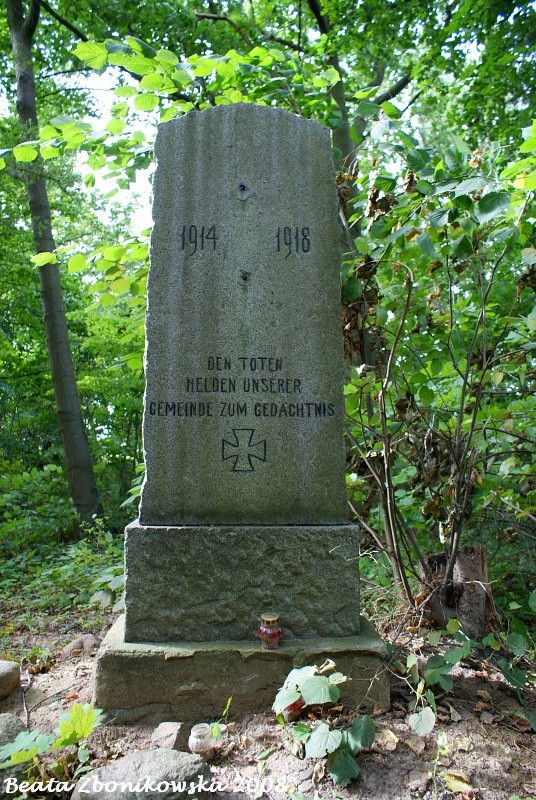 1914 1918
DEN TOTEN
HELDEN UNSERER
GEMEINDE ZUM GEDÄCHTNIS
Beata Zbonikowska 2008